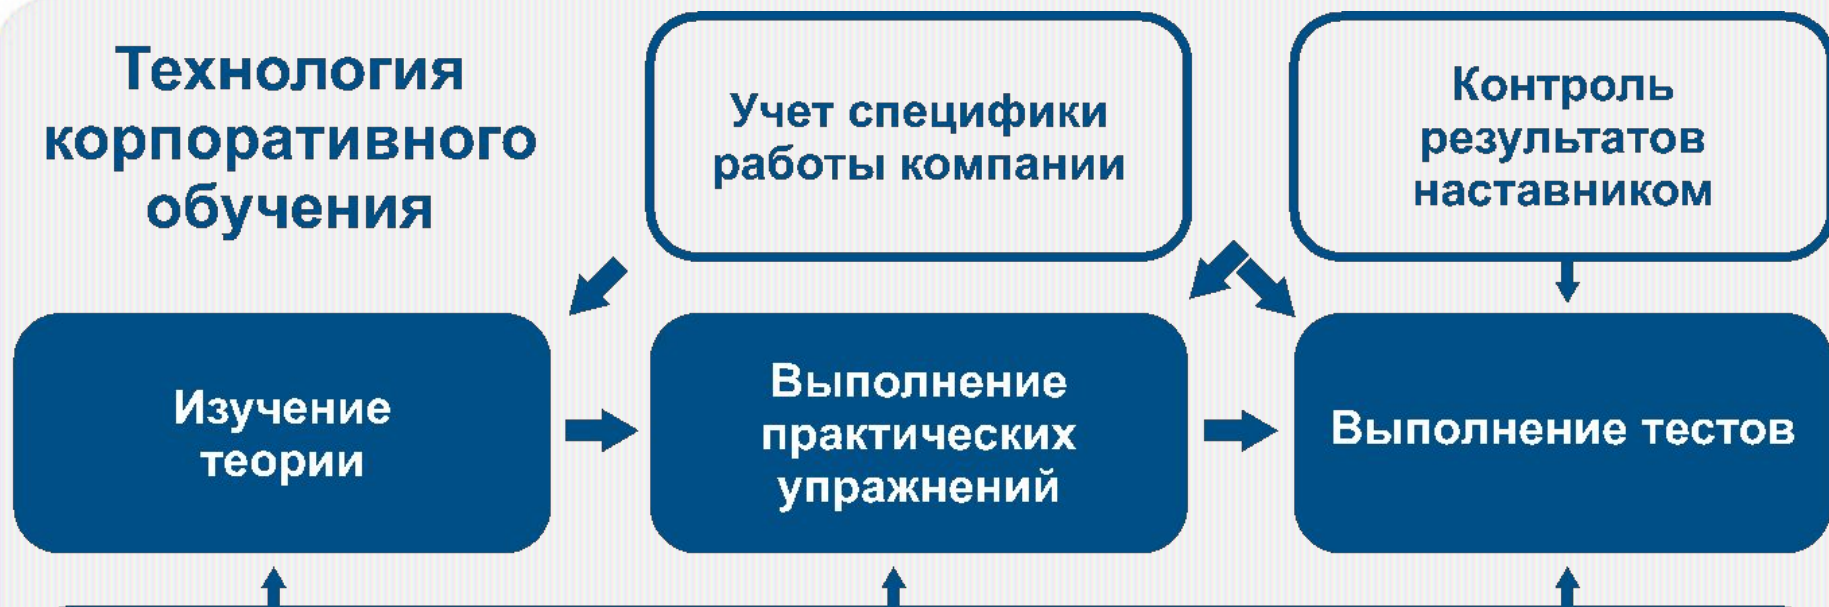 Технология
корпоративного
обучения
Учет специфики
работы компании
Контроль
результатов
наставником
Изучение
теории
Выполнение
практических
упражнений
Выполнение тестов